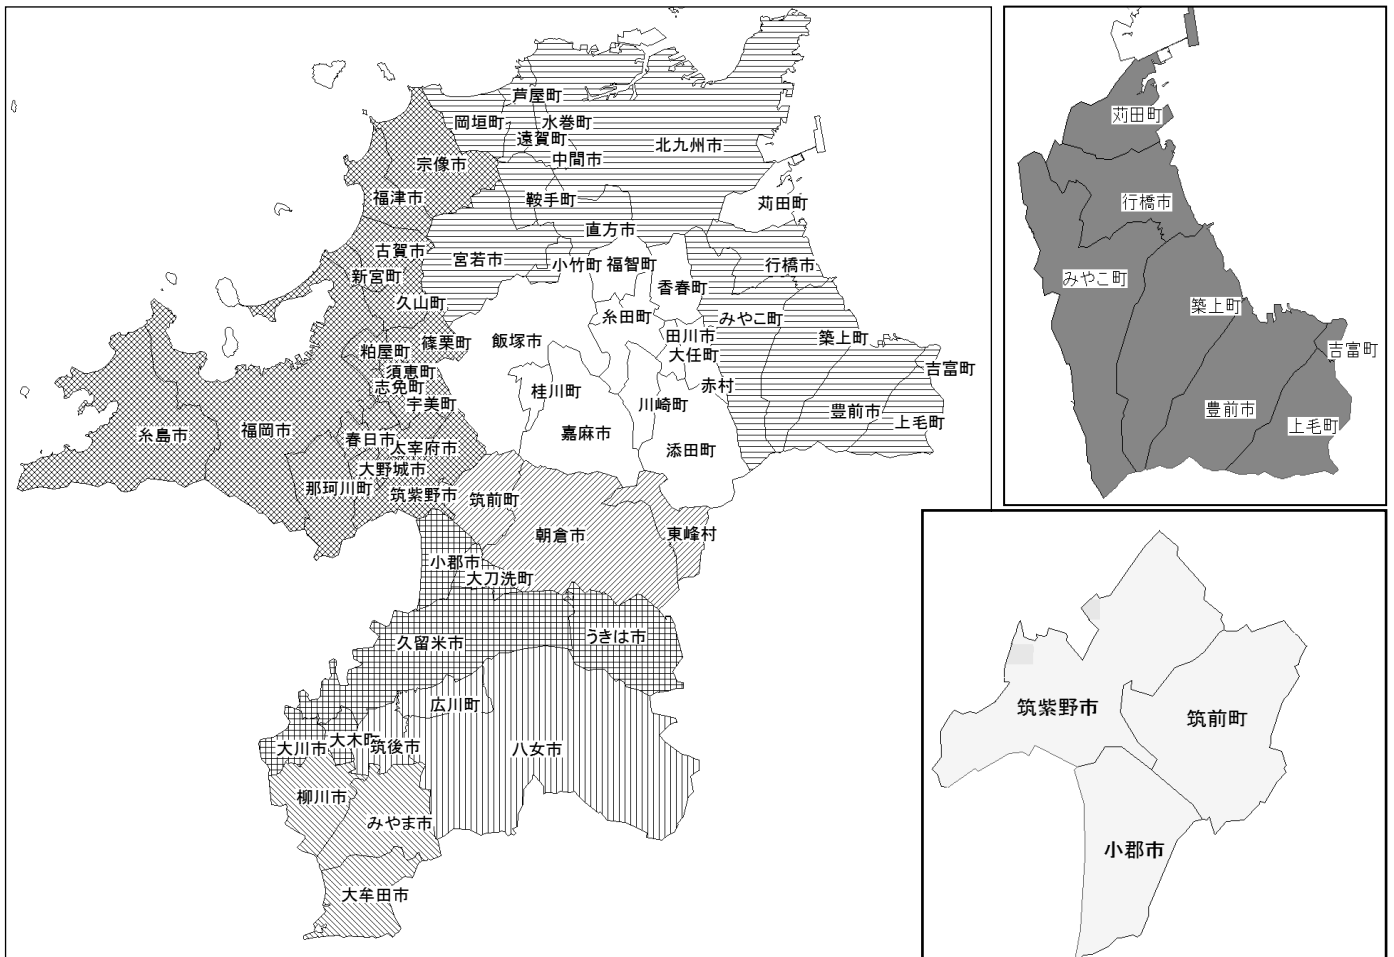 芦屋町
岡垣町
水巻町
遠賀町
北九州市
中間市
宗像市
福津市
鞍手町
苅田町
直方市
古賀市
宮若市
小竹町
福智町
行橋市
新宮町
香春町
久山町
糸田町
みやこ町
篠栗町
飯塚市
田川市
築上町
粕屋町
大任町
須恵町
吉富町
志免町
桂川町
赤村
宇美町
川崎町
豊前市
上毛町
糸島市
福岡市
春日市
太宰府市
嘉麻市
添田町
大野城市
那珂川町
筑紫野市
筑前町
朝倉市
東峰村
小郡市
大刀洗町
久留米市
うきは市
広川町
大川市
大木町
筑後市
八女市
柳川市
みやま市
大牟田市
苅田町
行橋市
みやこ町
築上町
吉富町
豊前市
上毛町
筑紫野市
筑前町
小郡市